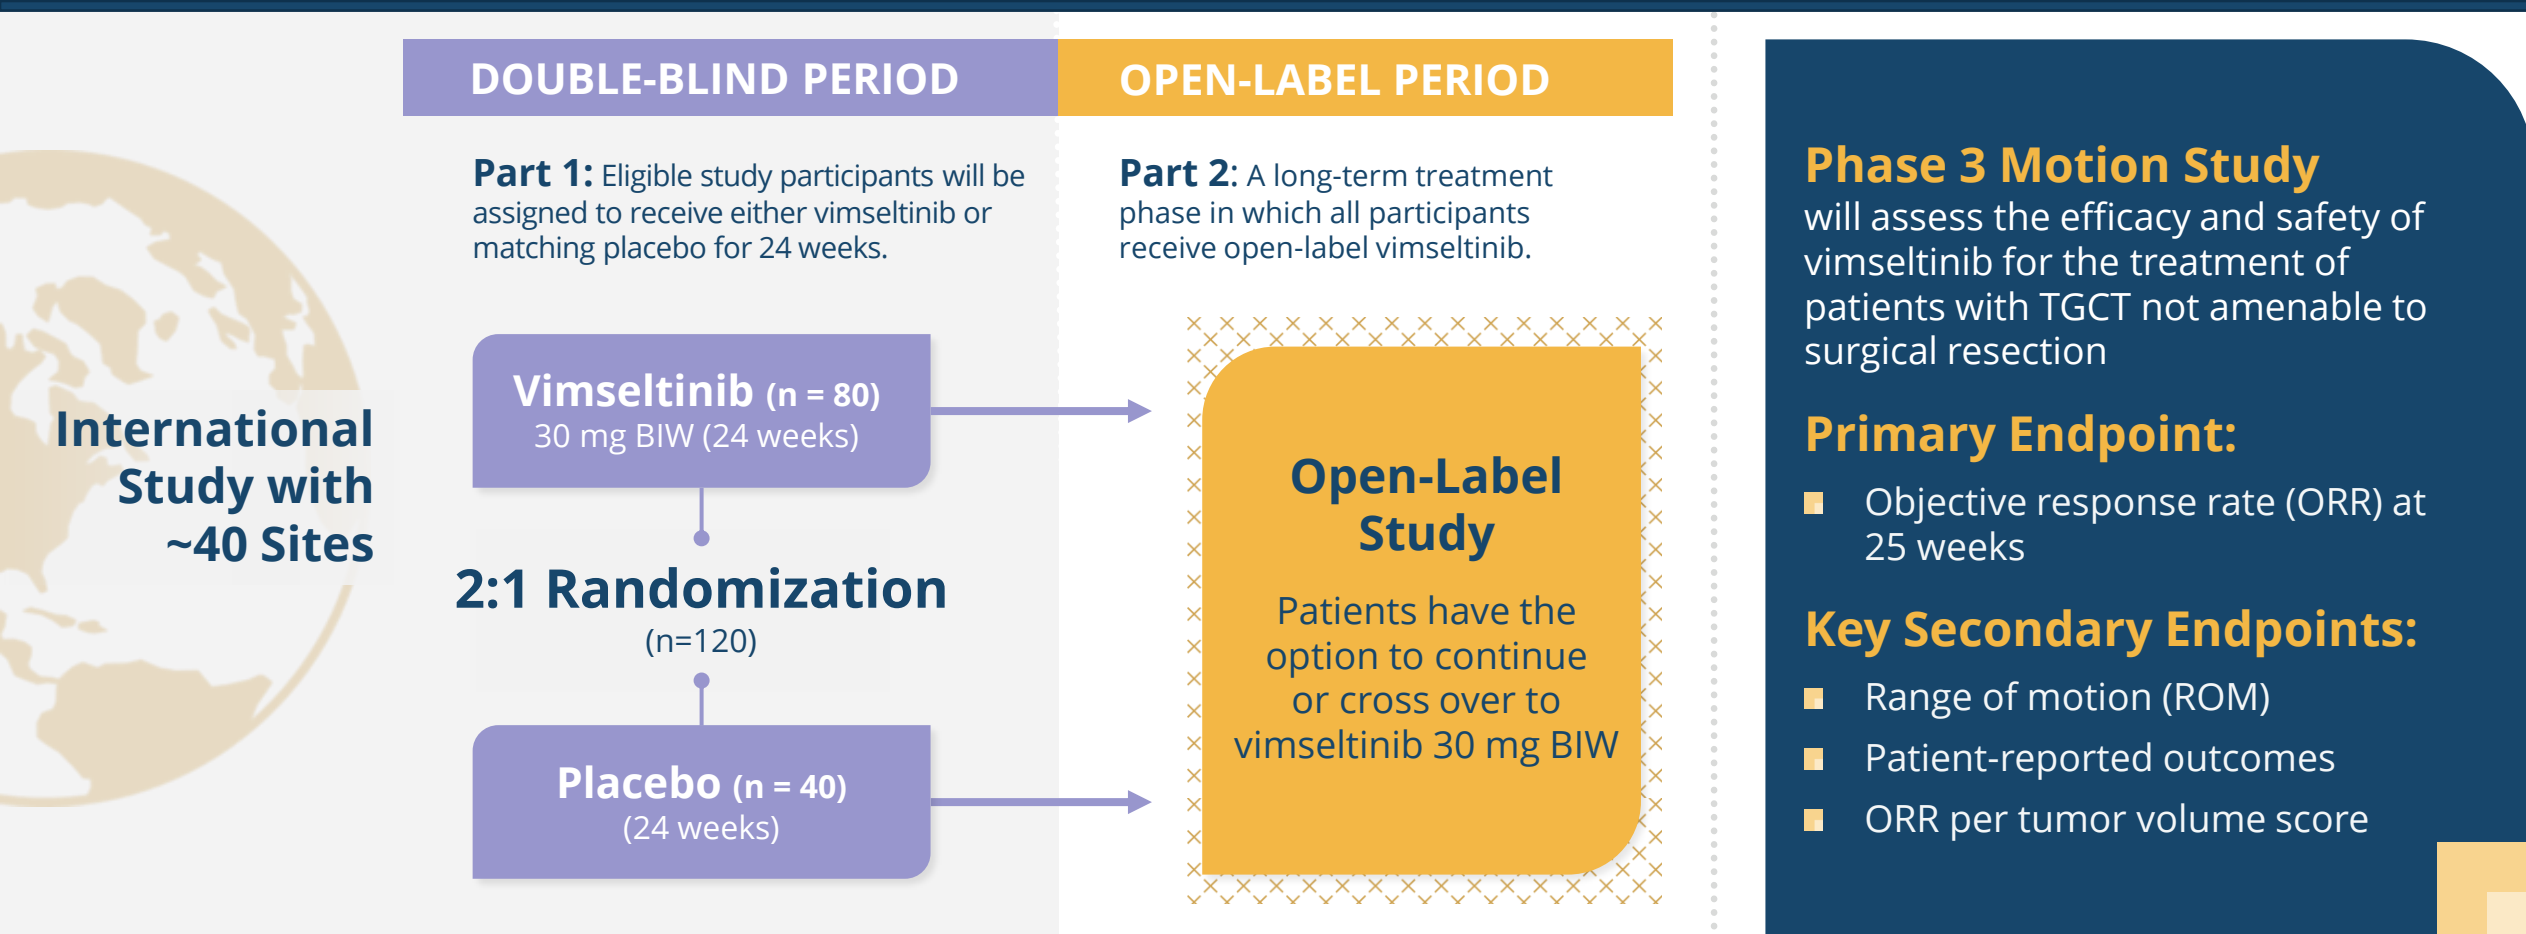 DOUBLE-BLIND PERIOD
Part 1: Eligible study participants will be
assigned to receive either vimseltinib or
matching placebo for 24 weeks.
OPEN-LABEL PERIOD
Part 2: A long-term treatment
phase in which all participants
receive open-label vimseltinib.
International
Study with
~40 Sites
Vimseltinib (n = 80)
30 mg BIW (24 weeks)
2:1 Randomization
(n=120)
Placebo (n = 40)
(24 weeks)
Open-Label
Study
Patients have the
option to continue
or cross over to
vimseltinib 30 mg BIW
Phase 3 Motion Study
will assess the efficacy and safety of
vimseltinib for the treatment of
patients with TGCT not amenable to
surgical resection
Primary Endpoint:
Objective response rate (ORR) at
25 weeks
Key Secondary Endpoints:
Range of motion (ROM)
Patient-reported outcomes
ORR per tumor volume score